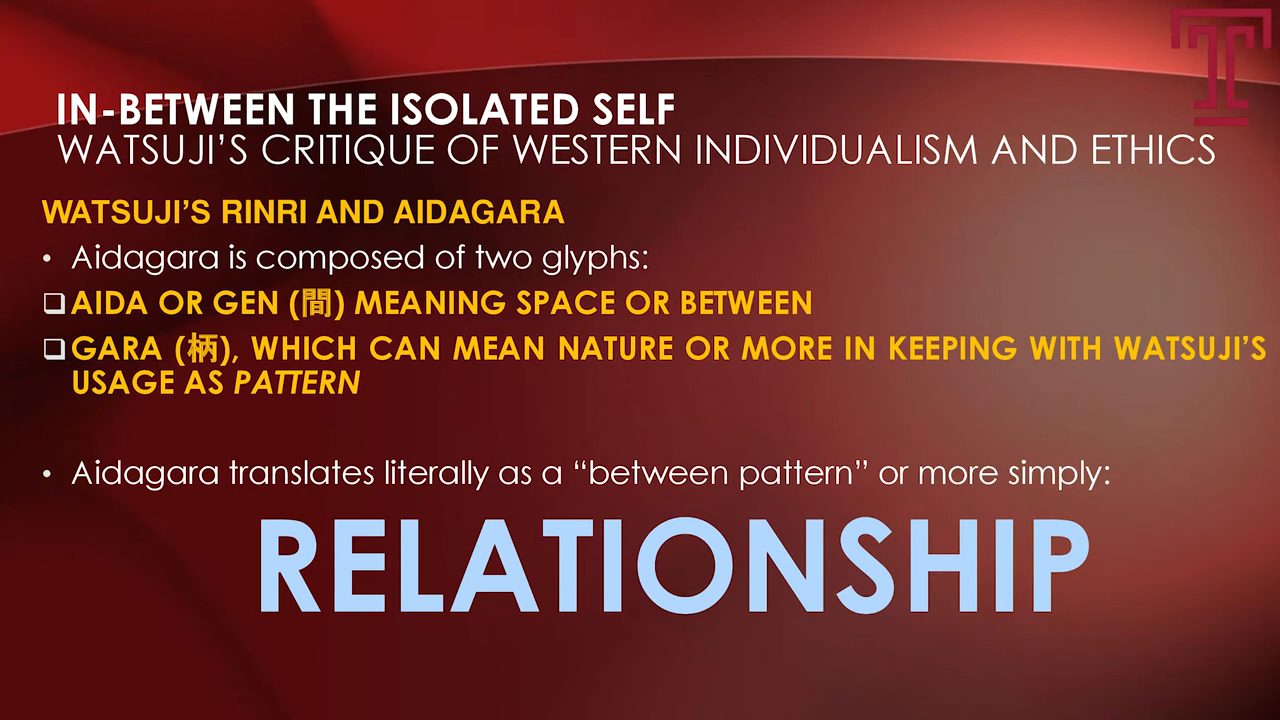 IN-BETWEEN THE ISOLATED SELF
WATSUJI’S CRITIQUE OF WESTERN INDIVIDUALISM AND ETHICS
WATSUJI’S RINRI AND AIDAGARA
• Aidagara is composed of two glyphs:
❑ AIDA OR GEN (間) MEANING SPACE OR BETWEEN
❑ GARA (柄), WHICH CAN MEAN NATURE OR MORE IN KEEPING WITH WATSUJI’S
USAGE AS PATTERN
• Aidagara translates literally as a “between pattern” or more simply:
RELATIONSHIP